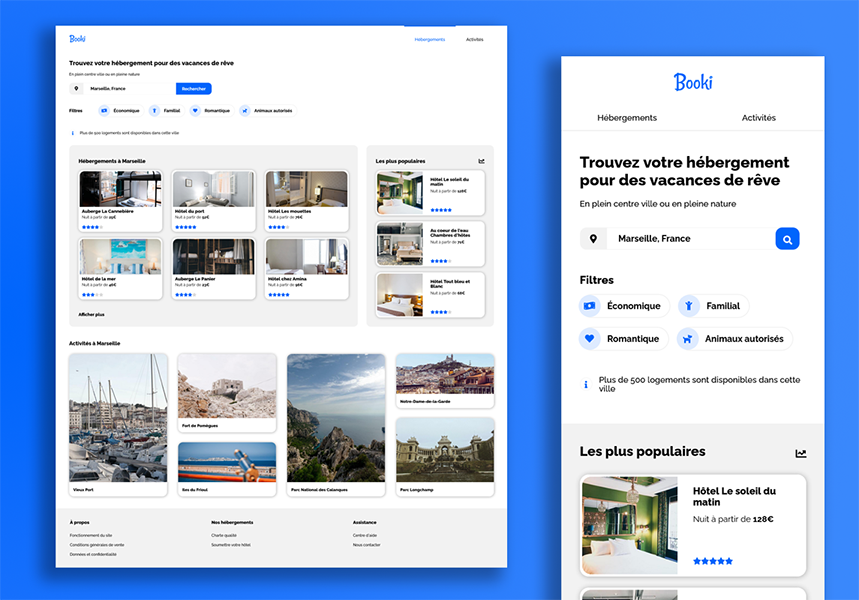 Booki
Hébergements
Activités
Trouvez votre hébergement pour des vacances de rêve
En plein centre ville ou en pleine nature
Marseille, France
Rechercher
Filtres
Économique
Familial
Romantique
Animaux autorisés
Plus de 500 logements sont disponibles dans cette ville
Hébergements à Marseille
Auberge La Cannebière
Nuit à partir de 25€
Hôtel du port
Nuit à partir de 52€
Hôtel Les mouettes
Nuit à partir de 76€
Hôtel de la mer
Nuit à partir de 46€
Auberge Le Panier
Nuit à partir de 23€
Hôtel chez Amina
Nuit à partir de 96€
Afficher plus
Les plus populaires
Hôtel Le soleil du
matin
Nuit à partir de 128€
Au coeur de l'eau
Chambres d'hôtes
Nuit à partir de 71€
Hôtel Tout bleu et
Blanc
Nuit à partir de 68€
Activités à Marseille
Vieux Port
Fort de Pomègues
Iles du Frioul
Parc National des Calanques
Notre-Dame-de-la-Garde
Parc Longchamp
À propos
Fonctionnement du site
Conditions générales de vente
Données et confidentialité
Nos hébergements
Charte qualité
Soumettre votre hôtel
Assistance
Centre d'aide
Nous contacter
Booki
Hébergements
Activités
Trouvez votre hébergement
pour des vacances de rêve
En plein centre ville ou en pleine nature
Marseille, France
Filtres
Économique
Familial
Romantique
Animaux autorisés
Plus de 500 logements sont disponibles dans cette
ville
Les plus populaires
Hôtel Le soleil du
matin
Nuit à partir de 128€